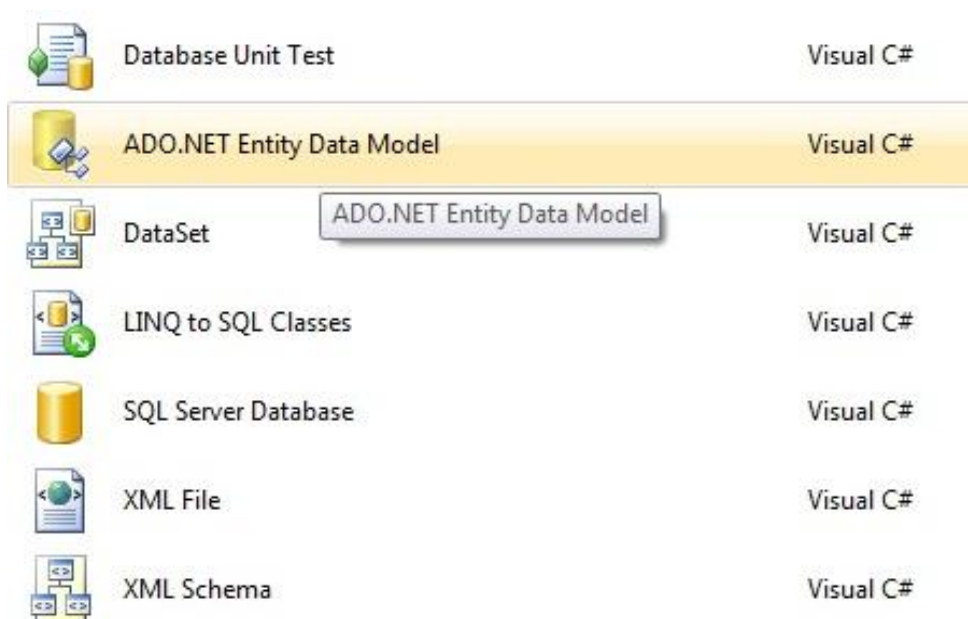 Database Unit Test Visual C#
ADO.NET Entity Data Model Visual C#
ADO.NET Entity Data Model
DataSet Visual C#
LINQ to SQL Classes Visual C#
SQL Server Database Visual C#
XML File Visual C#
XML Schema Visual C#